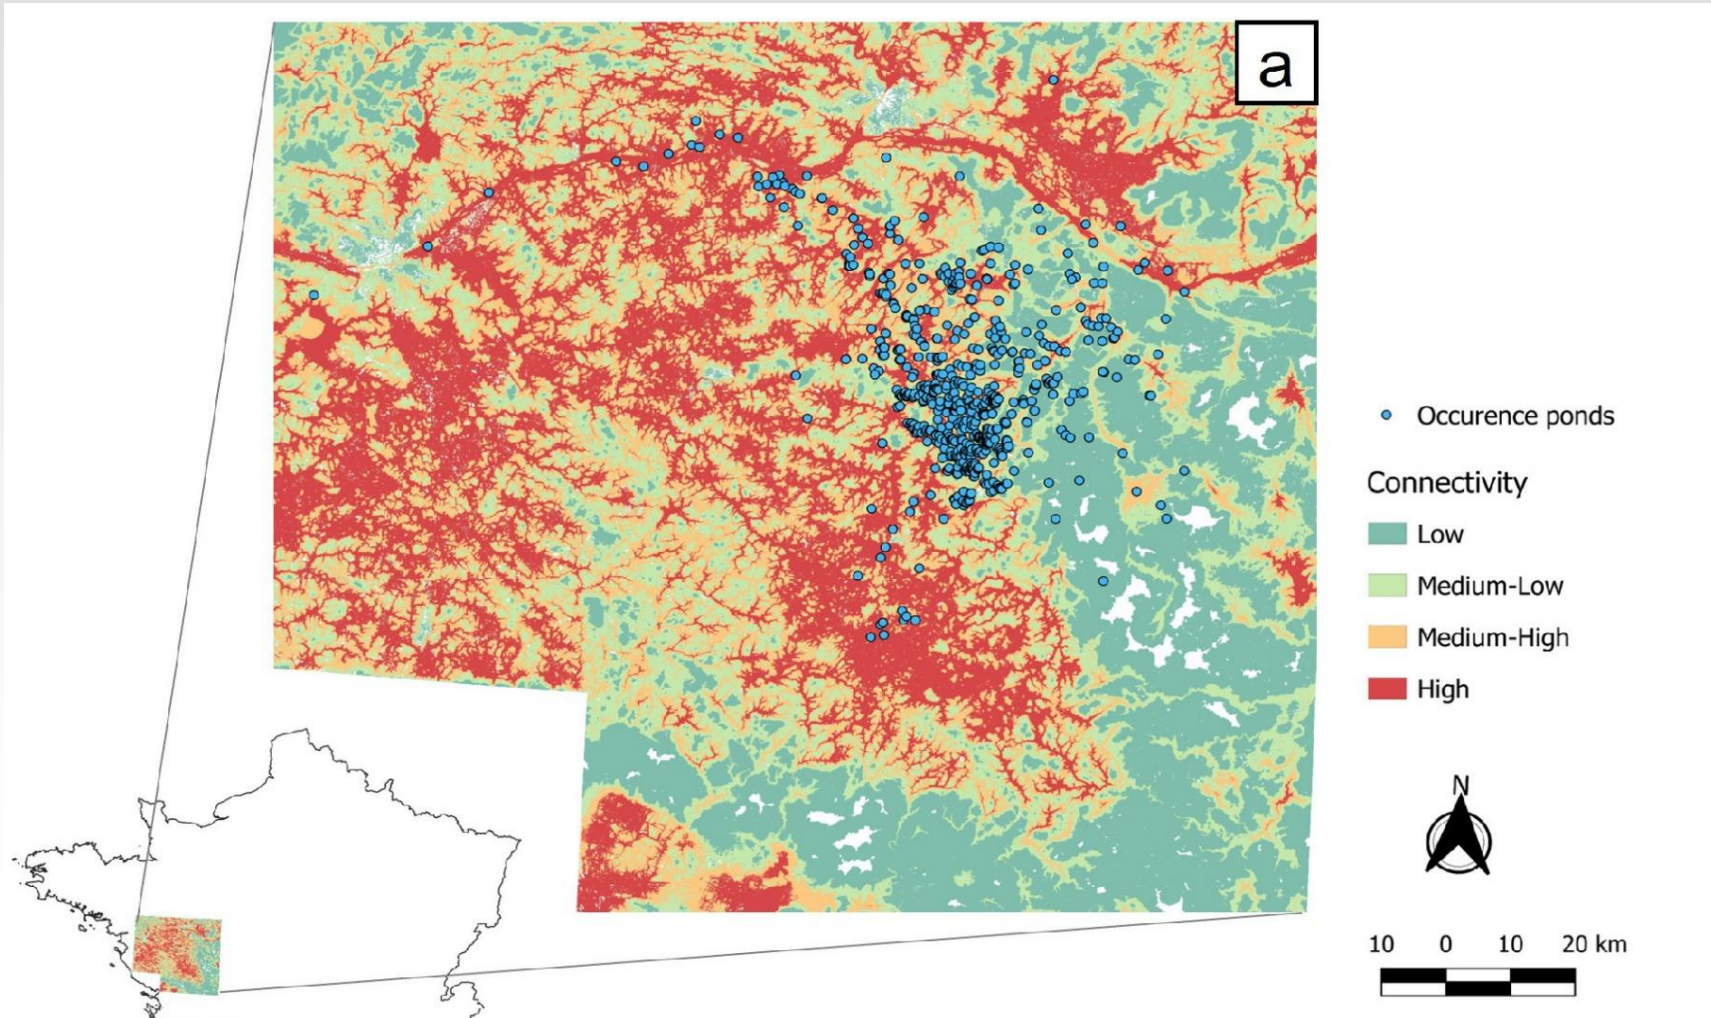 a
Occurence ponds
Connectivity
Low
Medium-Low
Medium-High
High
N
10 0 10 20 km